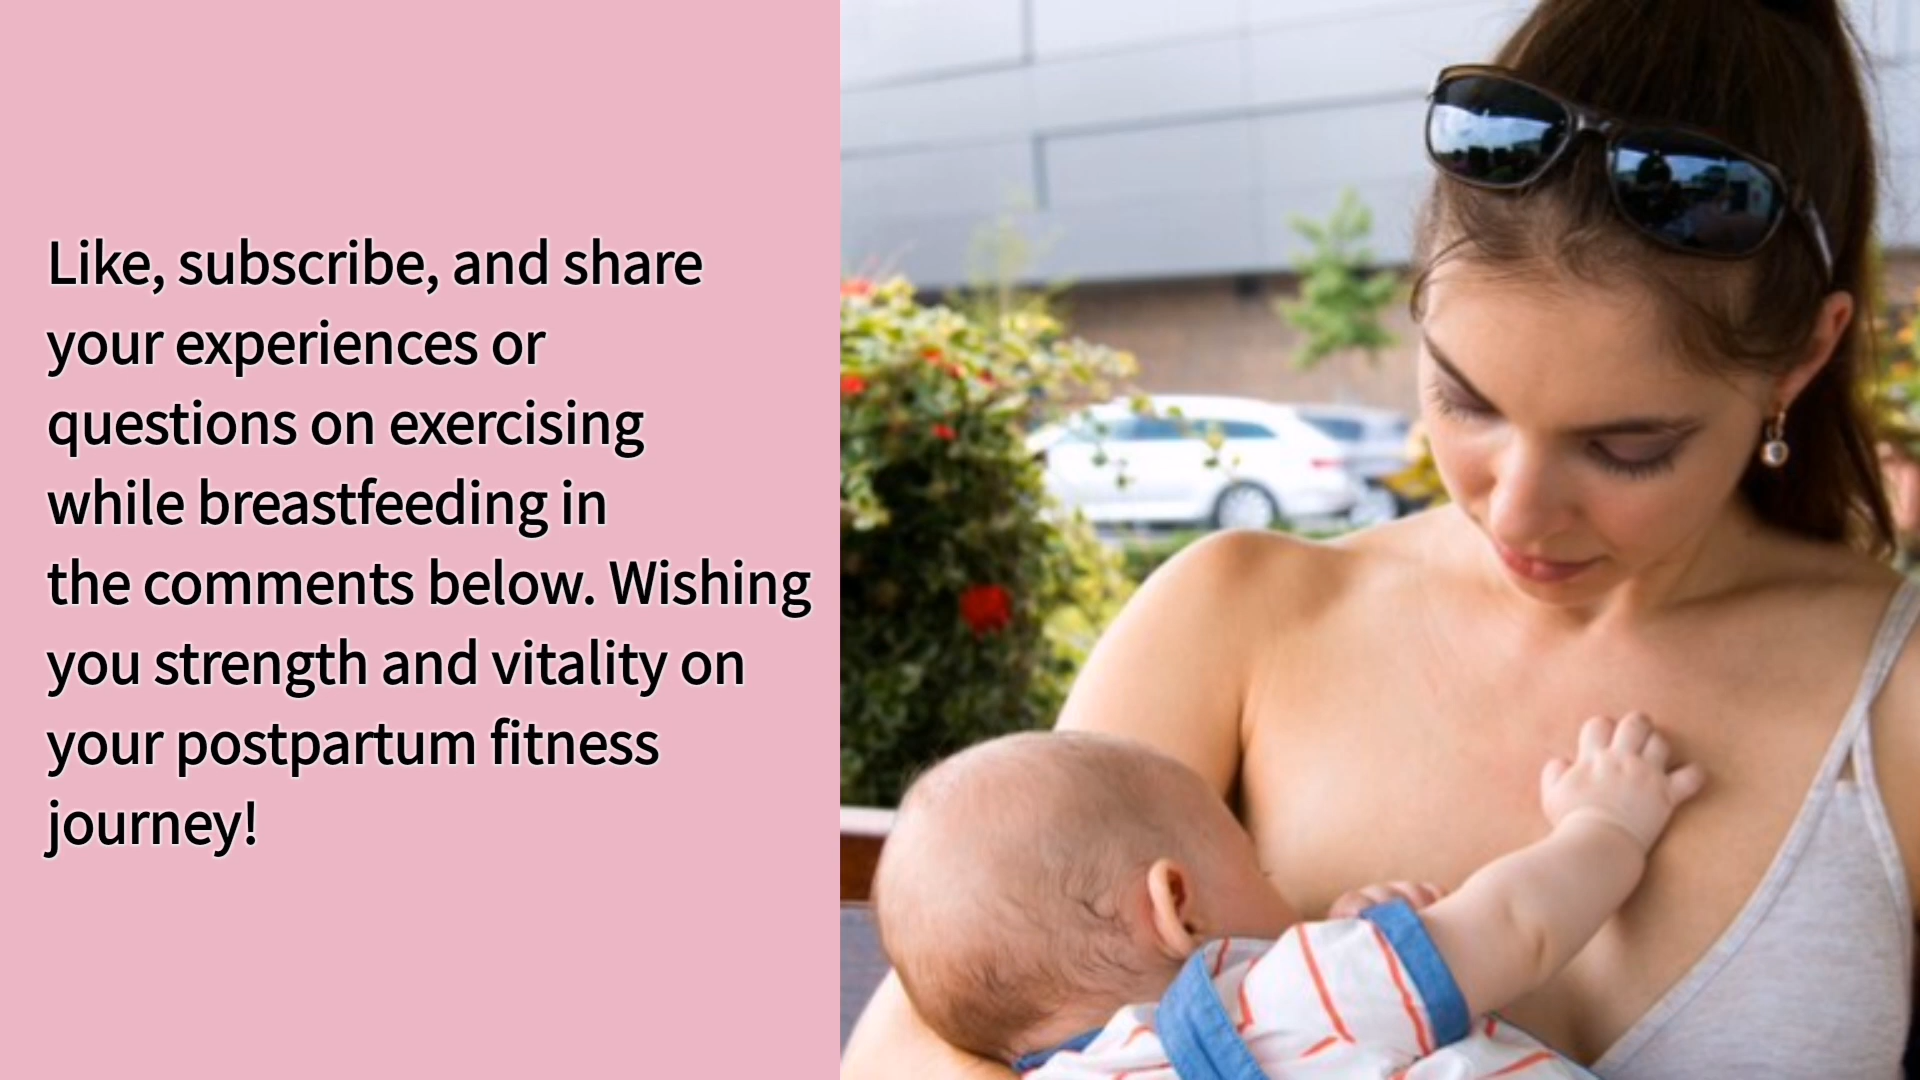 Like, subscribe, and share
your experiences or
questions on exercising
while breastfeeding in
the comments below. Wishing
you strength and vitality on
your postpartum fitness
journey!